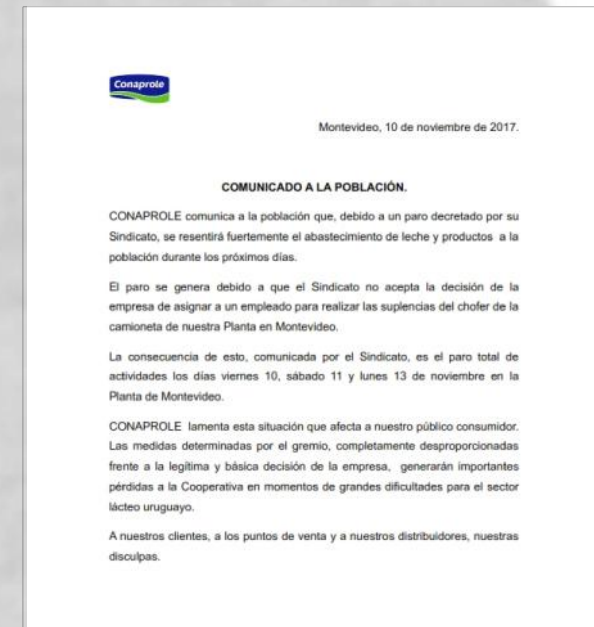 Conaprole
Montevideo, 10 de noviembre de 2017.
COMUNICADO A LA POBLACIÓN.
CONAPROLE comunica a la población que, debido a un paro decretado por su
Sindicato, se resentirá fuertemente el abastecimiento de leche y productos a la
población durante los próximos días.
El paro se genera debido a que el Sindicato no acepta la decisión de la
empresa de asignar a un empleado para realizar las suplencias del chofer de la
camioneta de nuestra Planta en Montevideo.
La consecuencia de esto, comunicada por el Sindicato, es el paro total de
actividades los días viernes 10, sábado 11 y lunes 13 de noviembre en la
Planta de Montevideo.
CONAPROLE lamenta esta situación que afecta a nuestro público consumidor.
Las medidas determinadas por el gremio, completamente desproporcionadas
frente a la legítima y básica decisión de la empresa, generarán importantes
pérdidas a la Cooperativa en momentos de grandes dificultades para el sector
lácteo uruguayo.
A nuestros clientes, a los puntos de venta y a nuestros distribuidores, nuestras
disculpas.